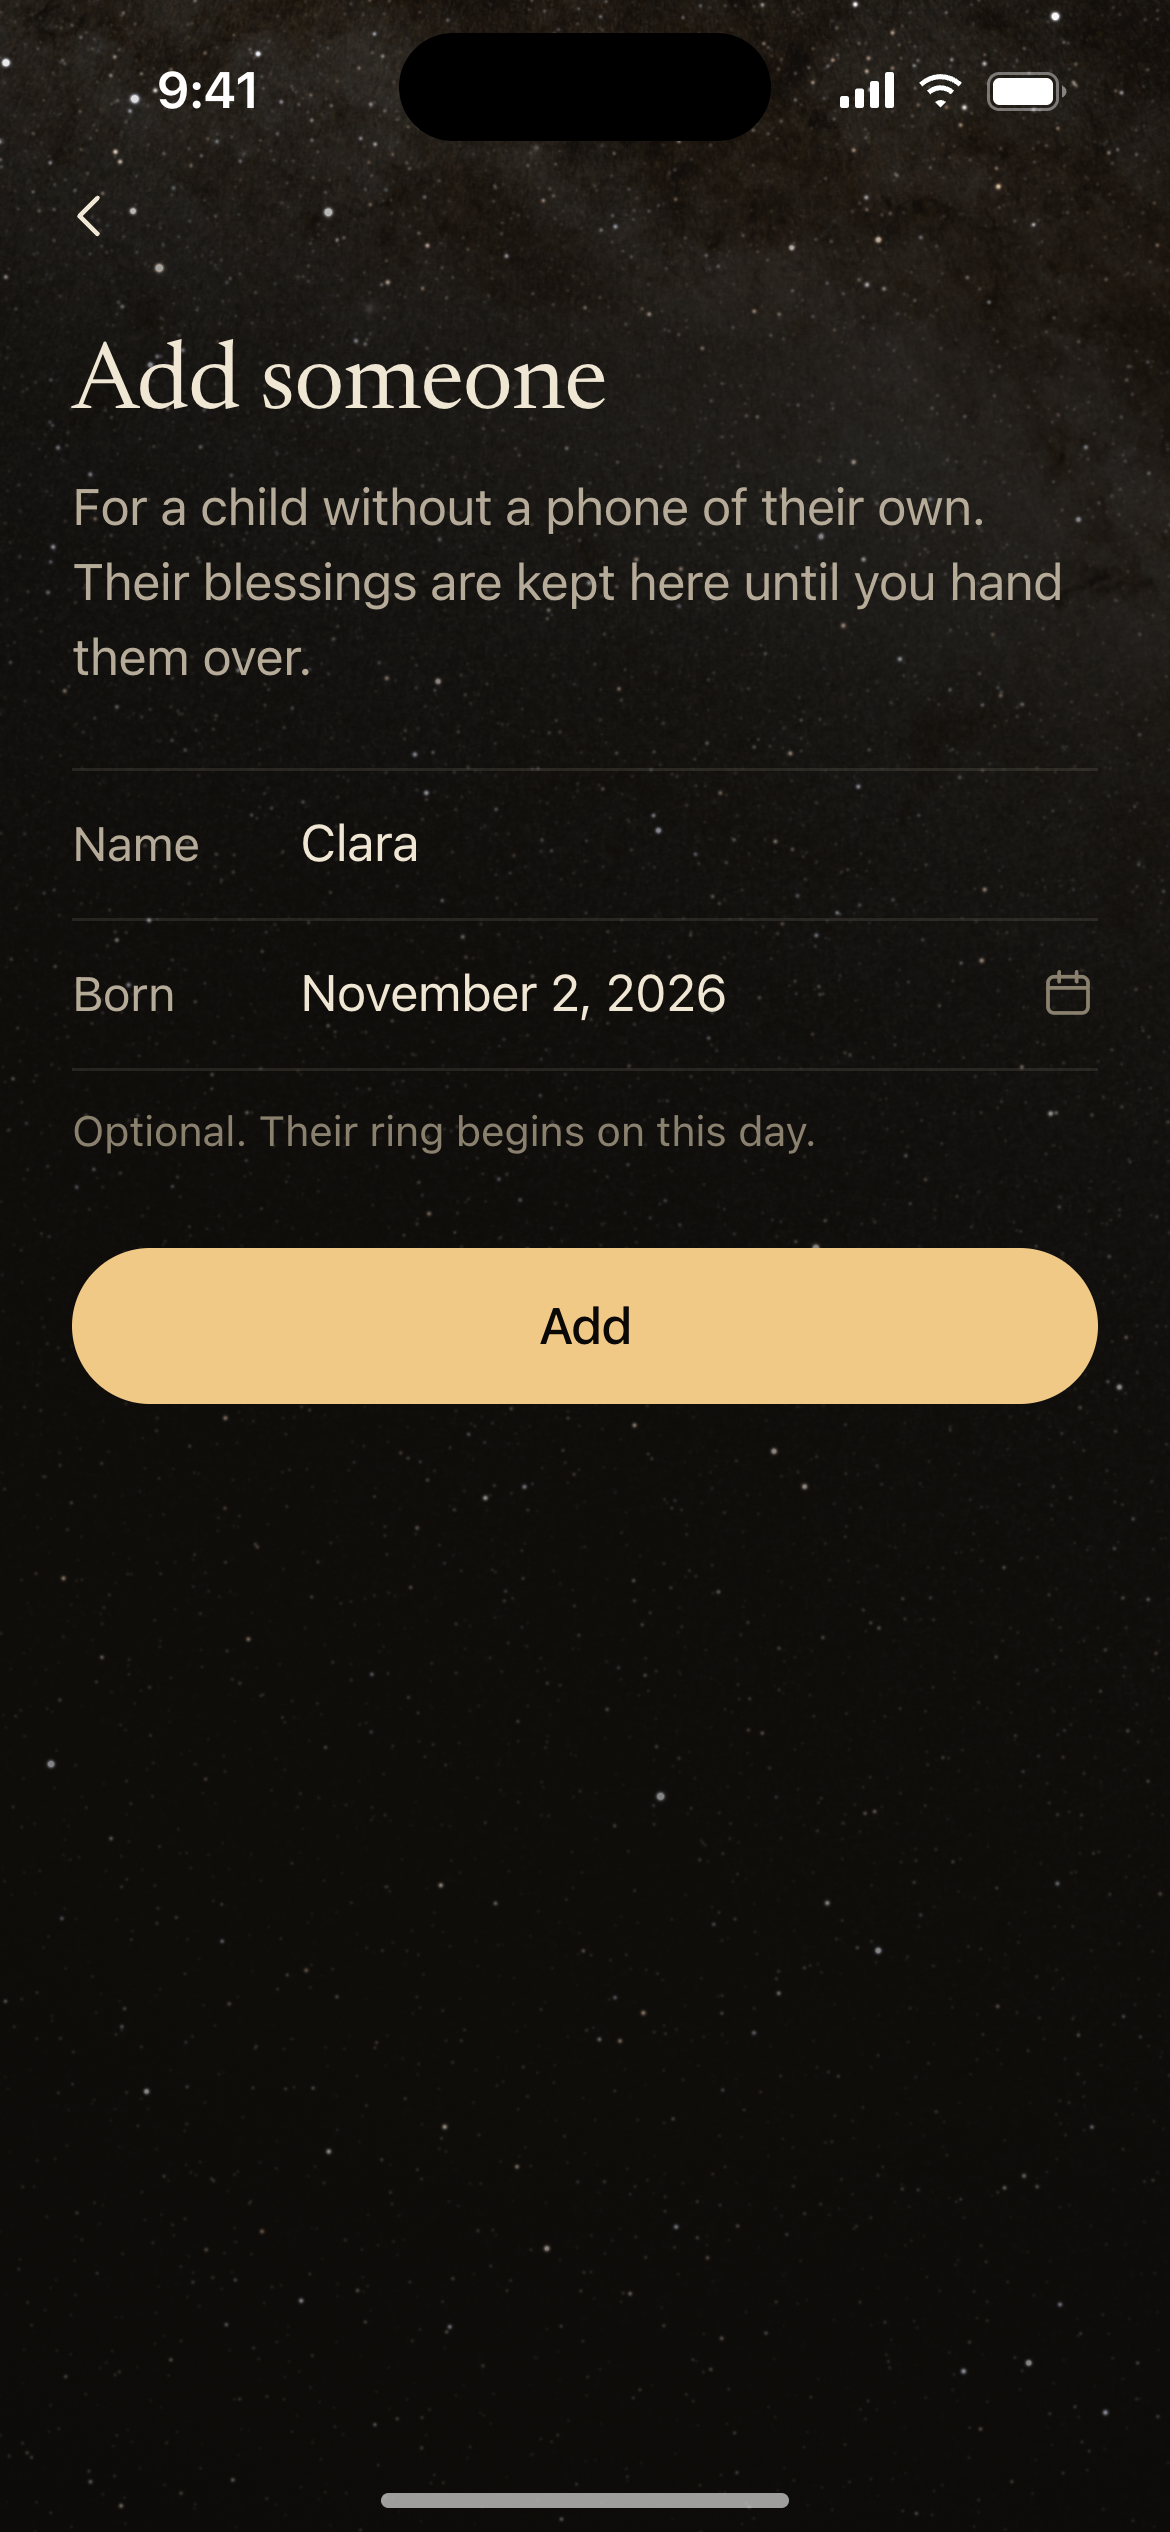 9:41
Add someone
For a child without a phone of their own.
Their blessings are kept here until you hand
them over.
Name Clara
Born November 2, 2026
Optional. Their ring begins on this day.
Add